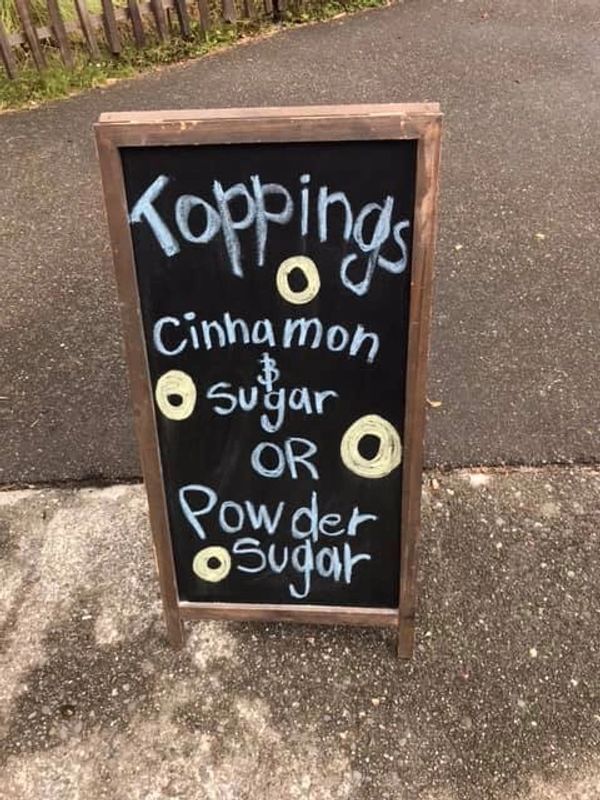 Toppings
Cinnamon
&
Sugar
OR
Powder
Sugar